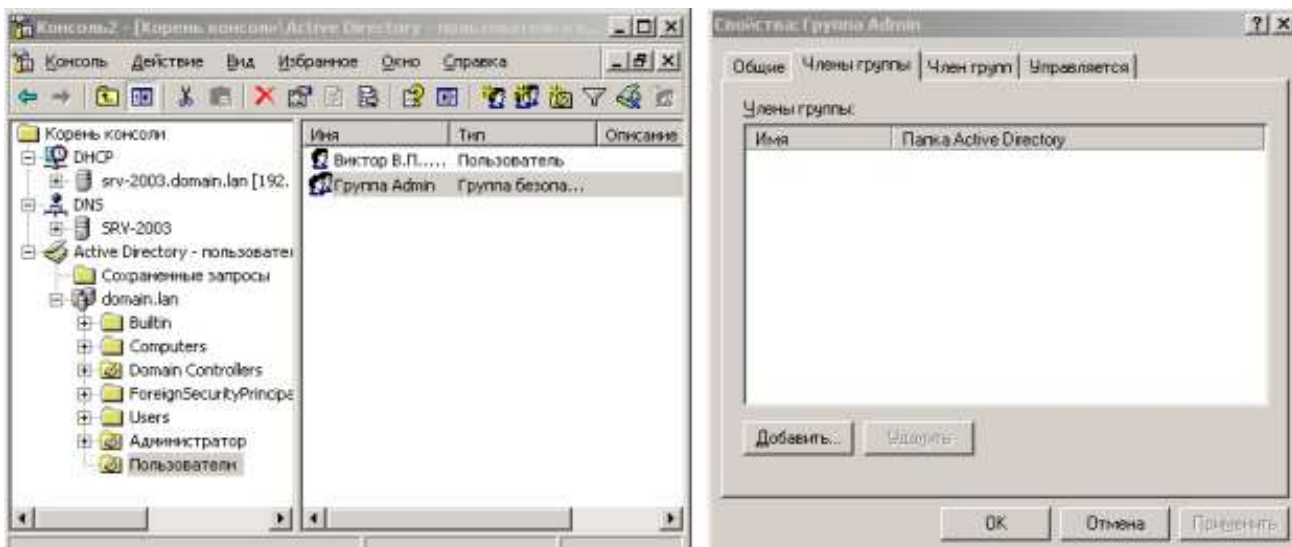 Консоль2 - [Корень консоли\Active Directory -
Консоль Действие Вид Избранное Окно Справка
Корень консоли
DHCP
srv-2003.domain.lan [192.
DNS
SRV-2003
Active Directory - пользовател
Сохраненные запросы
domain.lan
Builtin
Computers
Domain Controllers
ForeignSecurityPrincipa
Users
Администратор
Пользователи
Имя Тип Описание
Виктор В.П..... Пользователь
Группа Admin Группа безопа...
Свойства: Группа Admin
Общие Члены группы Член групп Управляется
Члены группы:
Имя Папка Active Directory
Добавить... Удалить
OK Отмена Применить